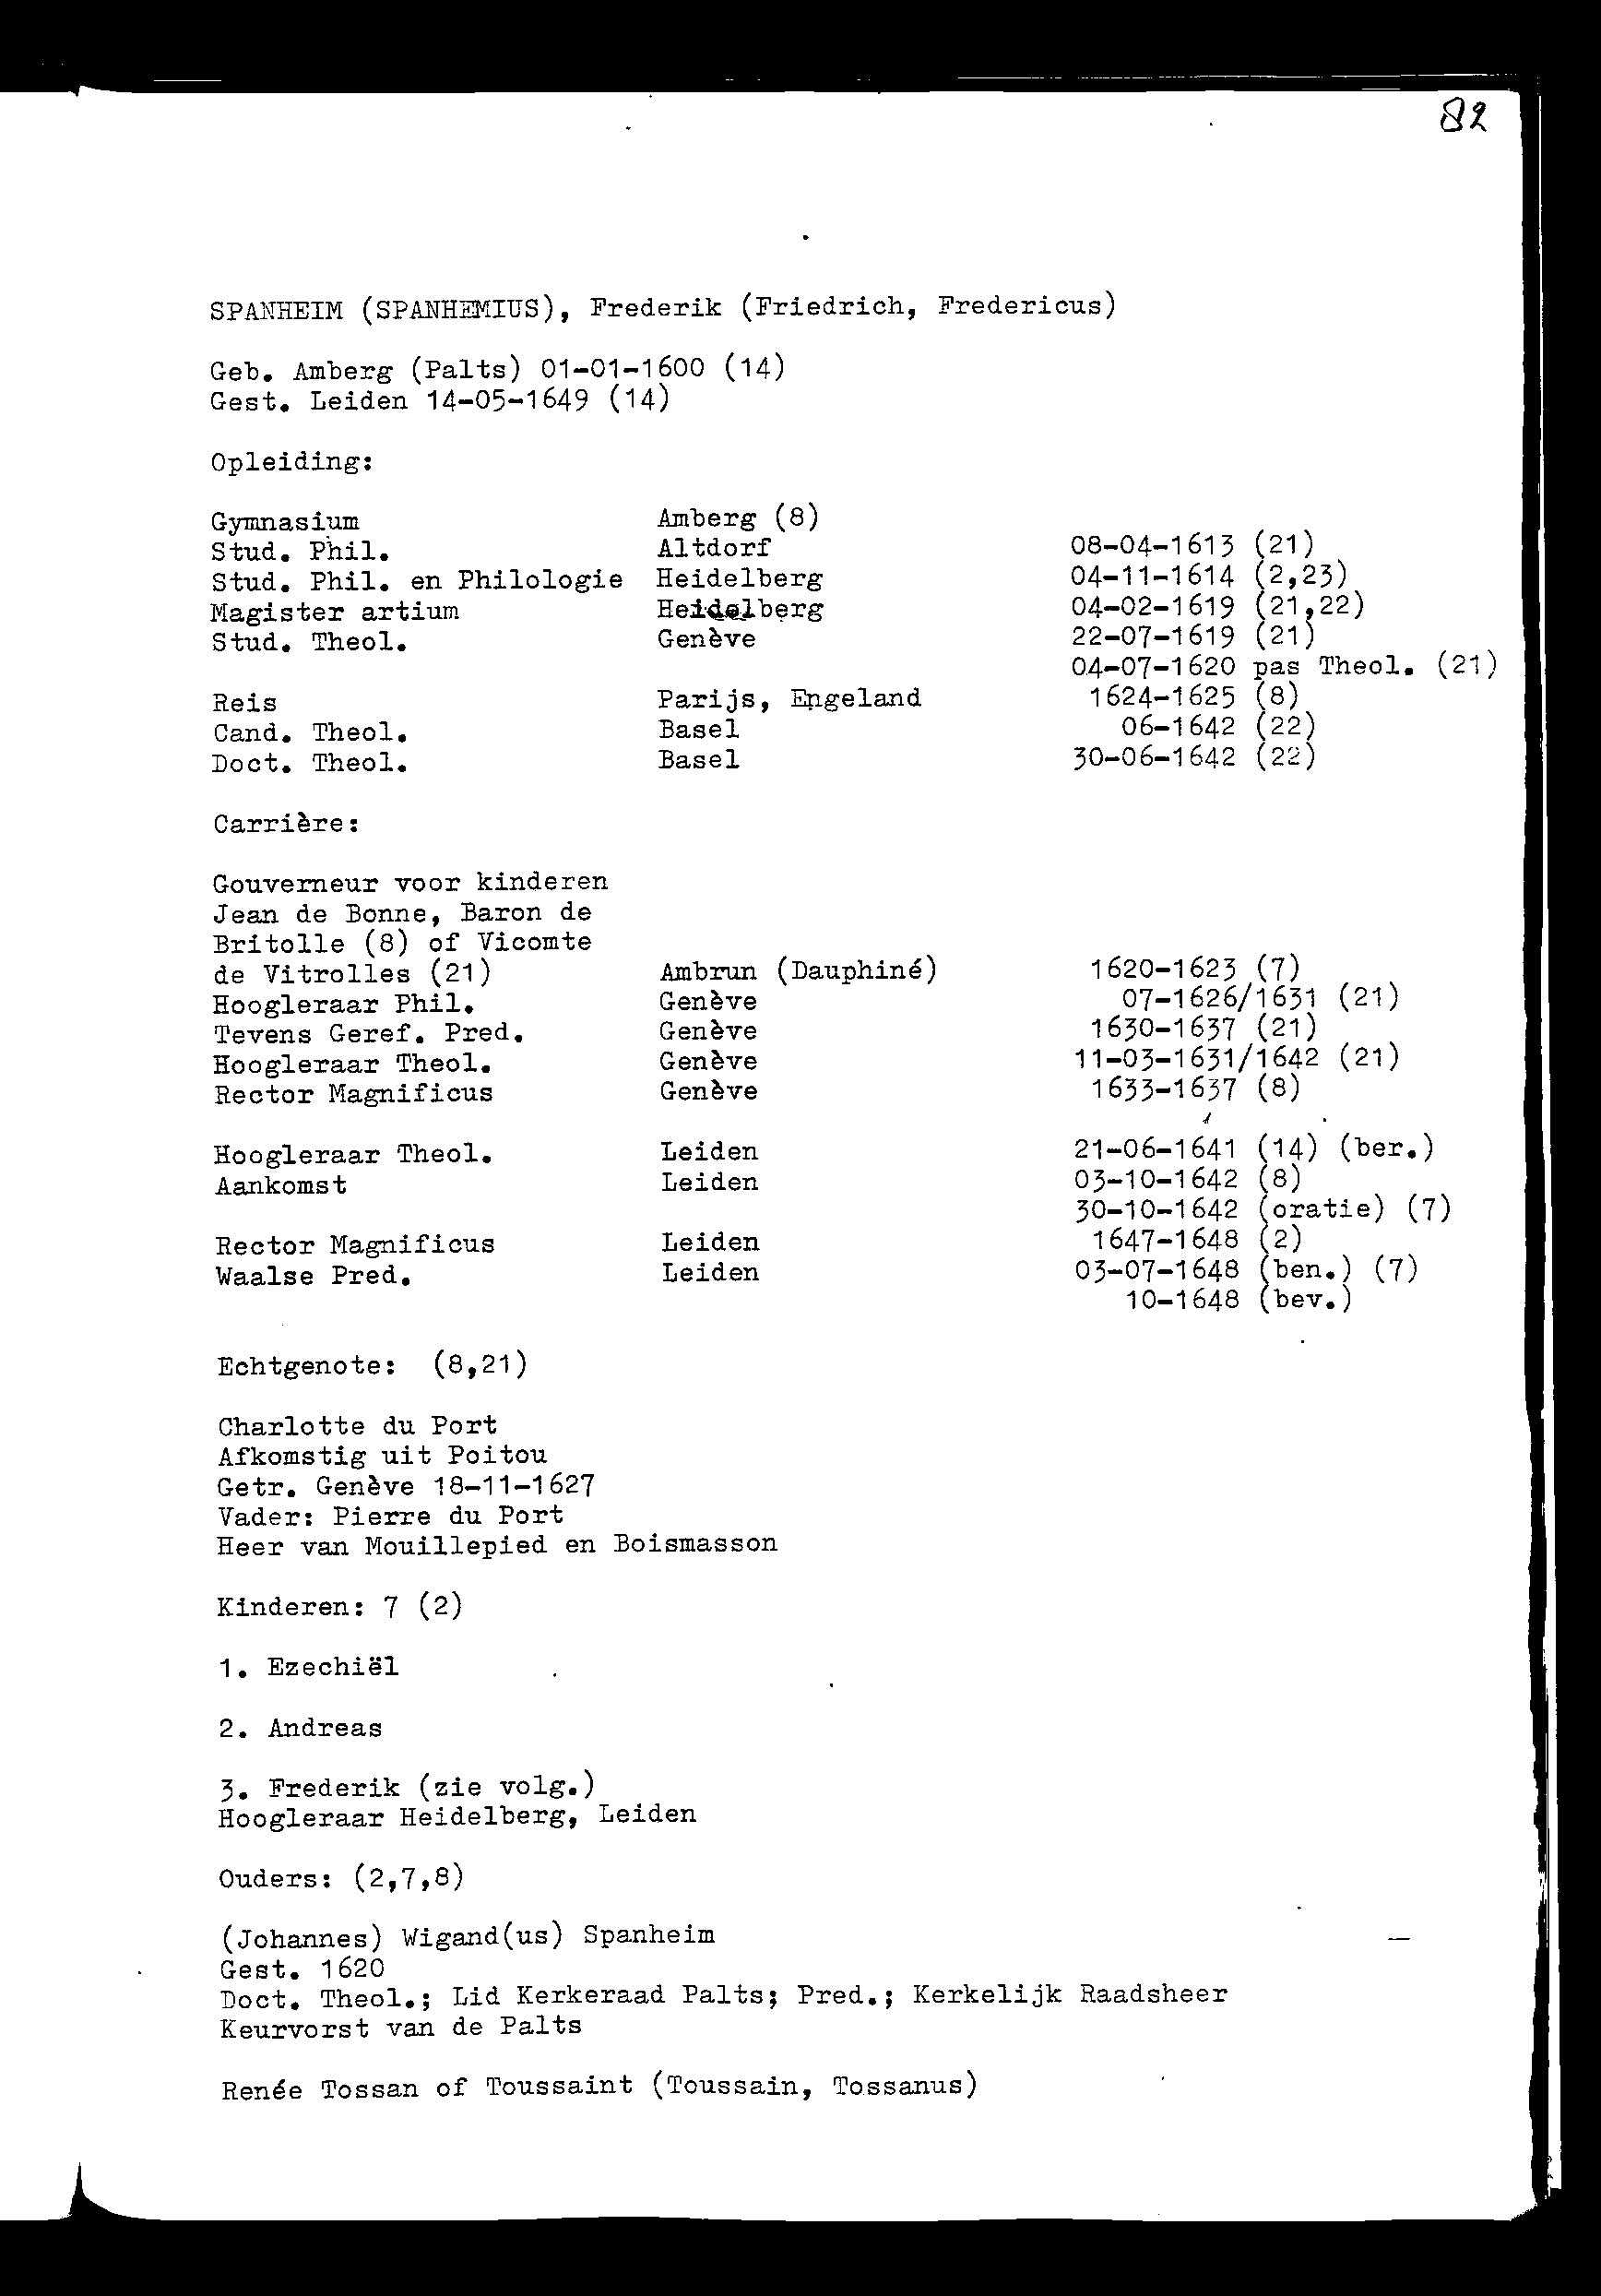 82
SPANHEIM (SPANHEMIUS), Frederik (Friedrich, Fredericus)
Geb. Amberg (Palts) 01-01-1600 (14)
Gest. Leiden 14-05-1649 (14)
Opleiding:
Gymnasium Amberg (8)
Stud. Phil. Altdorf 08-04-1613 (21)
Stud. Phil. en Philologie Heidelberg 04-11-1614 (2,23)
Magister artium Heidelberg 04-02-1619 (21,22)
Stud. Theol. Genève 22-07-1619 (21)
04-07-1620 pas Theol. (21)
Reis Parijs, Engeland 1624-1625 (8)
Cand. Theol. Basel 06-1642 (22)
Doct. Theol. Basel 30-06-1642 (22)
Carrière:
Gouverneur voor kinderen
Jean de Bonne, Baron de
Britolle (8) of Vicomte
de Vitrolles (21) Ambrun (Dauphiné) 1620-1623 (7)
Hoogleraar Phil. Genève 07-1626/1631 (21)
Tevens Geref. Pred. Genève 1630-1637 (21)
Hoogleraar Theol. Genève 11-03-1631/1642 (21)
Rector Magnificus Genève 1633-1637 (8)
Hoogleraar Theol. Leiden 21-06-1641 (14) (ber.)
Aankomst Leiden 03-10-1642 (8)
30-10-1642 (oratie) (7)
Rector Magnificus Leiden 1647-1648 (2)
Waalse Pred. Leiden 03-07-1648 (ben.) (7)
10-1648 (bev.)
Echtgenote: (8,21)
Charlotte du Port
Afkomstig uit Poitou
Getr. Genève 18-11-1627
Vader: Pierre du Port
Heer van Mouillepied en Boismasson
Kinderen: 7 (2)
1. Ezechiël
2. Andreas
3. Frederik (zie volg.)
Hoogleraar Heidelberg, Leiden
Ouders: (2,7,8)
(Johannes) Wigand(us) Spanheim
Gest. 1620
Doct. Theol.; Lid Kerkeraad Palts; Pred.; Kerkelijk Raadsheer
Keurvorst van de Palts
Renée Tossan of Toussaint (Toussain, Tossanus)